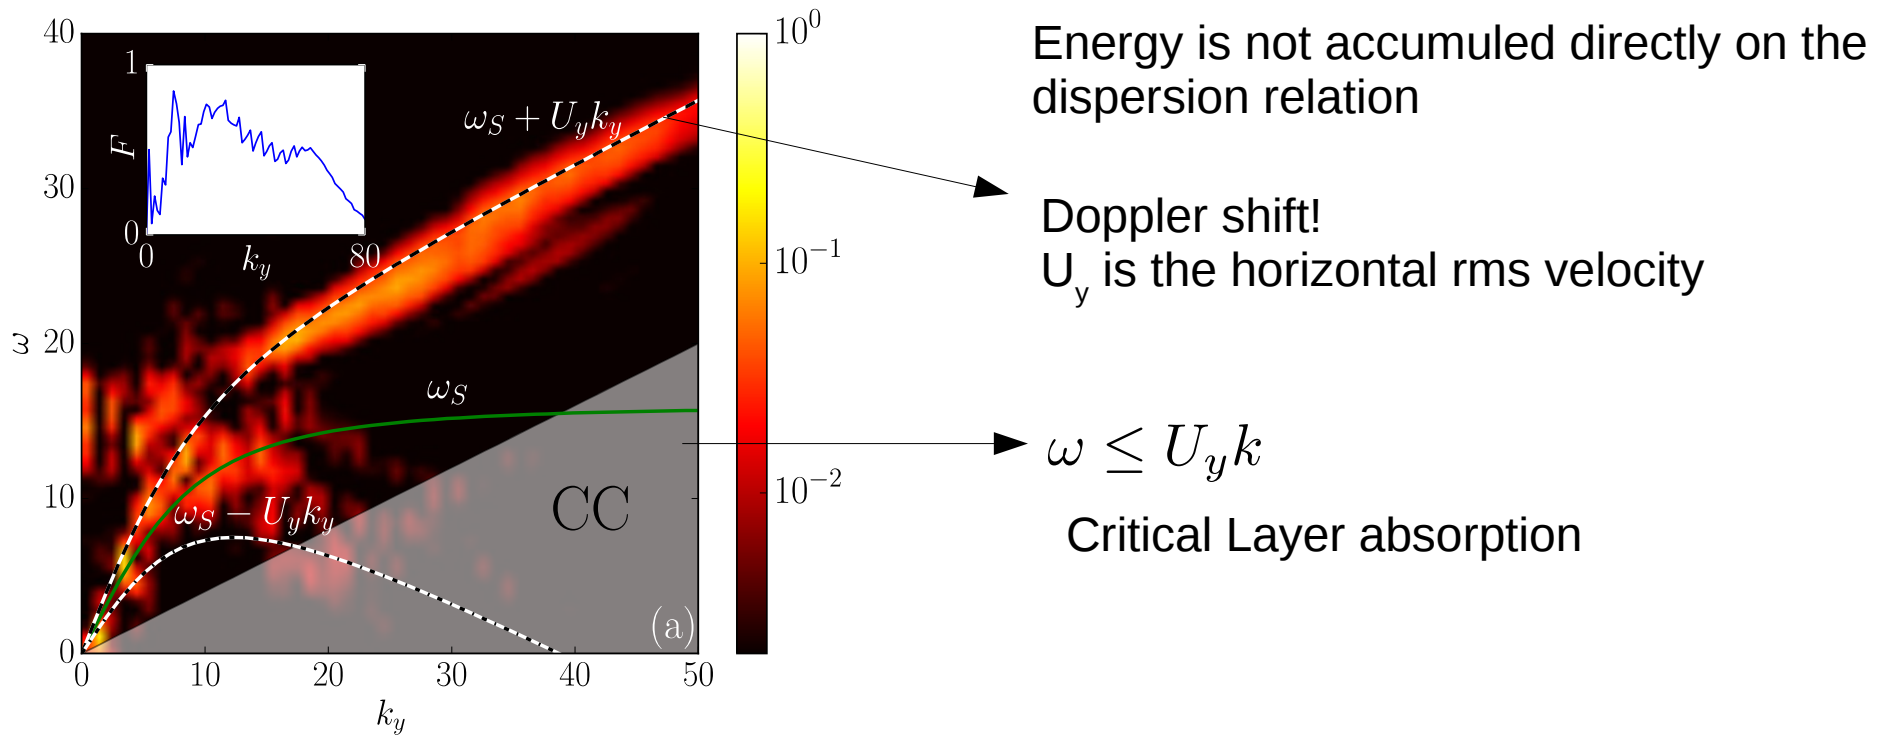 40
30
20
10
0
ω
0
10
20
30
40
50
k_y
1
0
F
0
80
k_y
ω_S + U_y k_y
ω_S
ω_S − U_y k_y
CC
(a)
10^0
10^−1
10^−2
Energy is not accumuled directly on the
dispersion relation
Doppler shift!
U_y is the horizontal rms velocity
ω ≤ U_y k
Critical Layer absorption